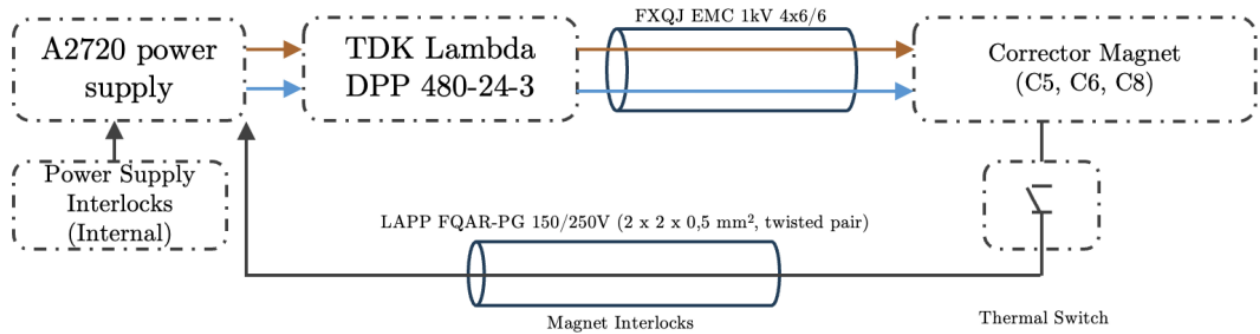 FXQJ EMC 1kV 4x6/6
A2720 power
supply
TDK Lambda
DPP 480-24-3
Corrector Magnet
(C5, C6, C8)
Power Supply
Interlocks
(Internal)
LAPP FQAR-PG 150/250V (2 x 2 x 0,5 mm², twisted pair)
Magnet Interlocks
Thermal Switch